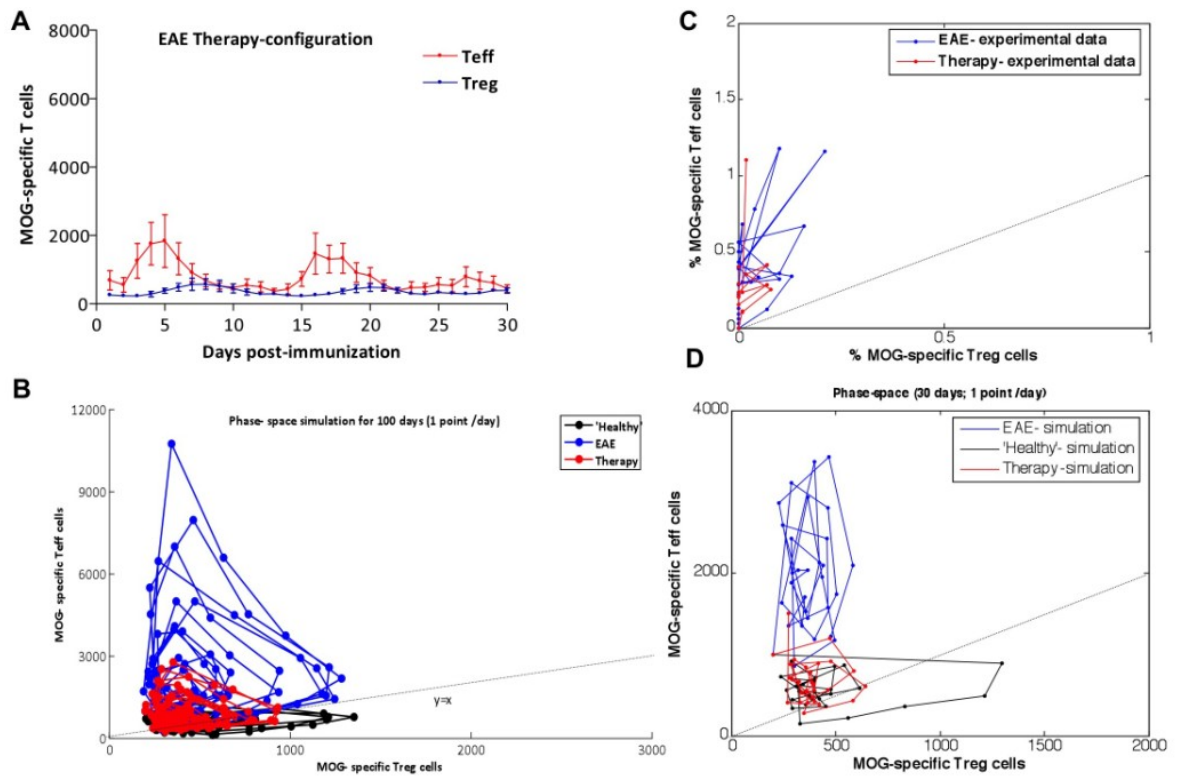 A
EAE Therapy-configuration
8000
6000
4000
2000
0
MOG-specific T cells
Teff
Treg
0 5 10 15 20 25 30
Days post-immunization
C
2
1.5
1
0.5
0
% MOG-specific Teff cells
EAE- experimental data
Therapy- experimental data
0 0.5 1
% MOG-specific Treg cells
B
12000
9000
6000
3000
0
MOG- specific Teff cells
Phase- space simulation for 100 days (1 point /day)
'Healthy'
EAE
Therapy
y=x
0 1000 2000 3000
MOG- specific Treg cells
D
Phase-space (30 days; 1 point /day)
4000
2000
0
MOG-specific Teff cells
EAE- simulation
'Healthy'- simulation
Therapy-simulation
0 500 1000 1500 2000
MOG-specific Treg cells